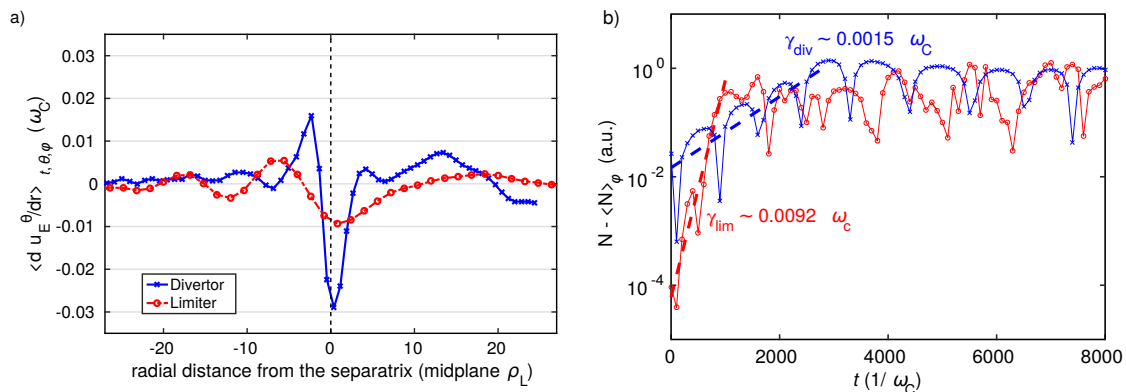 a)
0.03
0.02
0.01
0
-0.01
-0.02
-0.03
<d u_E^θ/dr> _t,θ,φ (ω_C)
Divertor
Limiter
-20
-10
0
10
20
radial distance from the separatrix (midplane ρ_L)
b)
γ_div ~ 0.0015 ω_C
γ_lim ~ 0.0092 ω_C
10^0
10^-2
10^-4
N - <N>_φ (a.u.)
0
2000
4000
6000
8000
t (1/ ω_C)